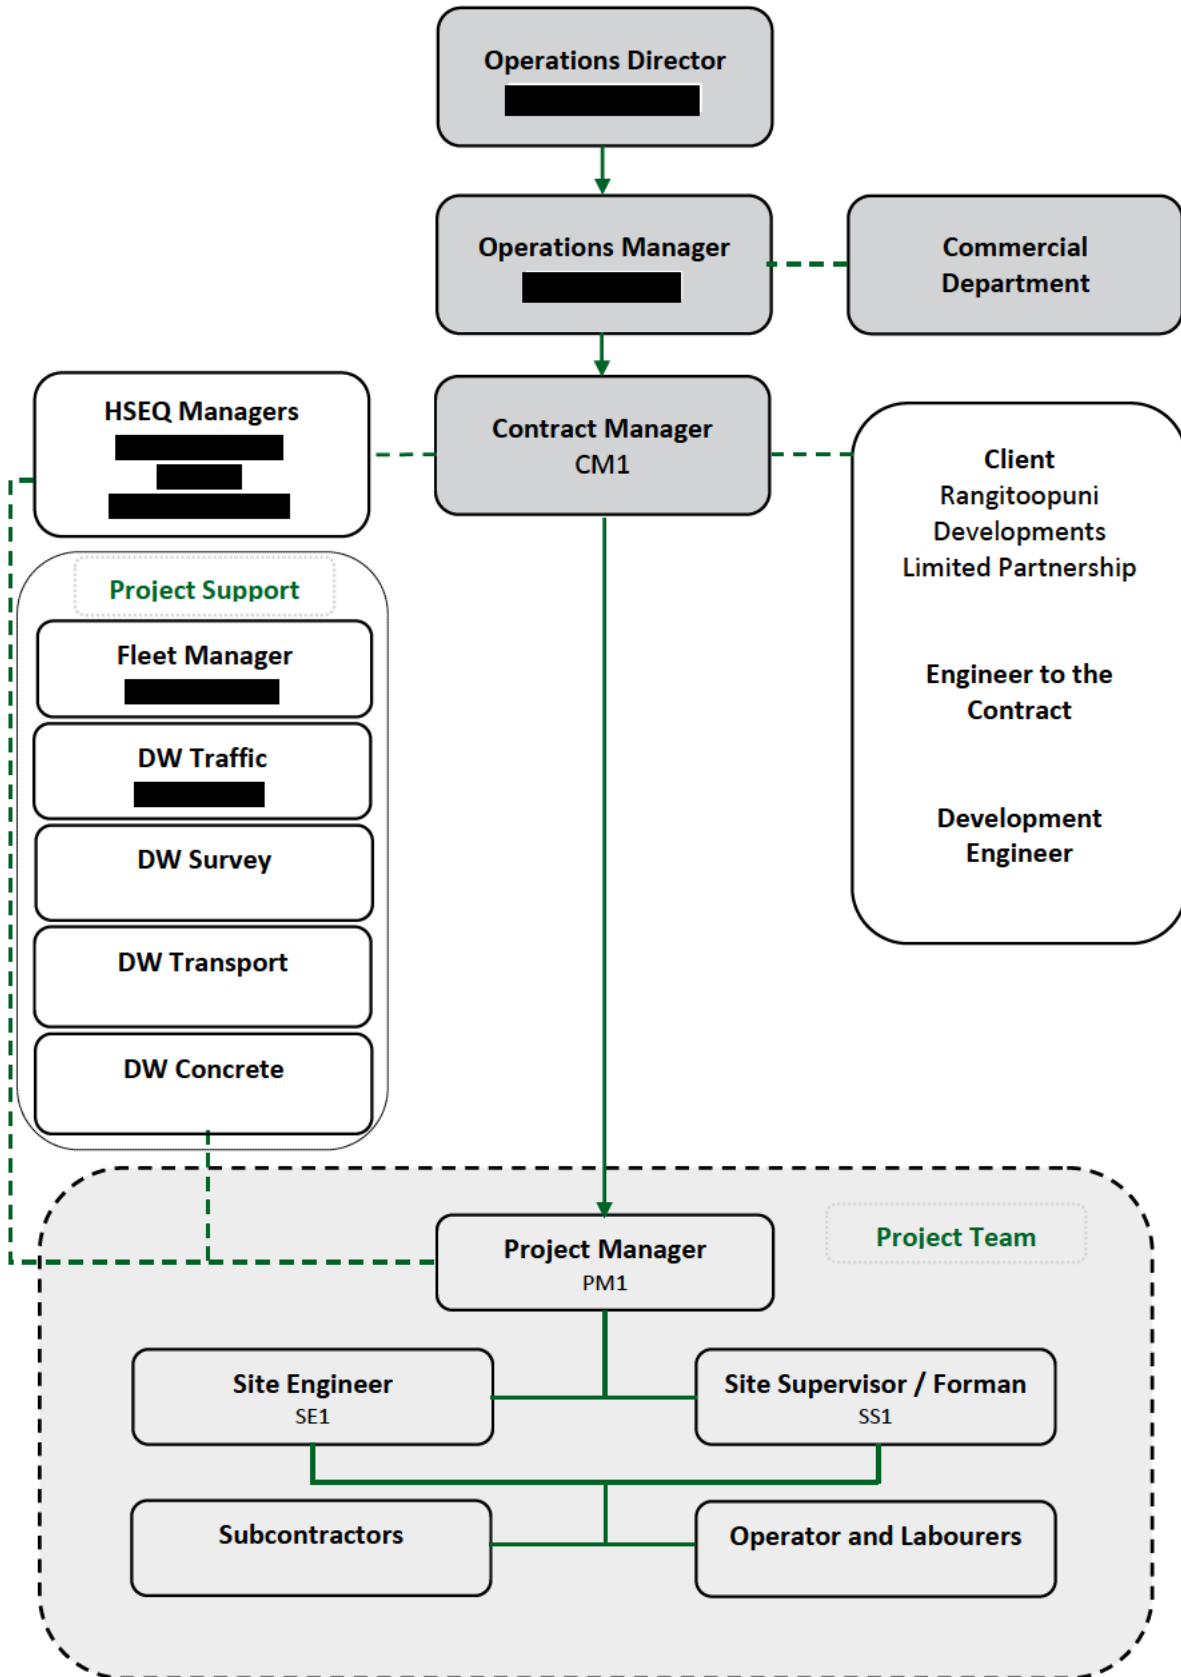 Operations Director
Operations Manager
Commercial
Department
HSEQ Managers
Contract Manager
CM1
Client
Rangitoopuni
Developments
Limited Partnership
Engineer to the
Contract
Development
Engineer
Project Support
Fleet Manager
DW Traffic
DW Survey
DW Transport
DW Concrete
Project Team
Project Manager
PM1
Site Engineer
SE1
Site Supervisor / Forman
SS1
Subcontractors
Operator and Labourers